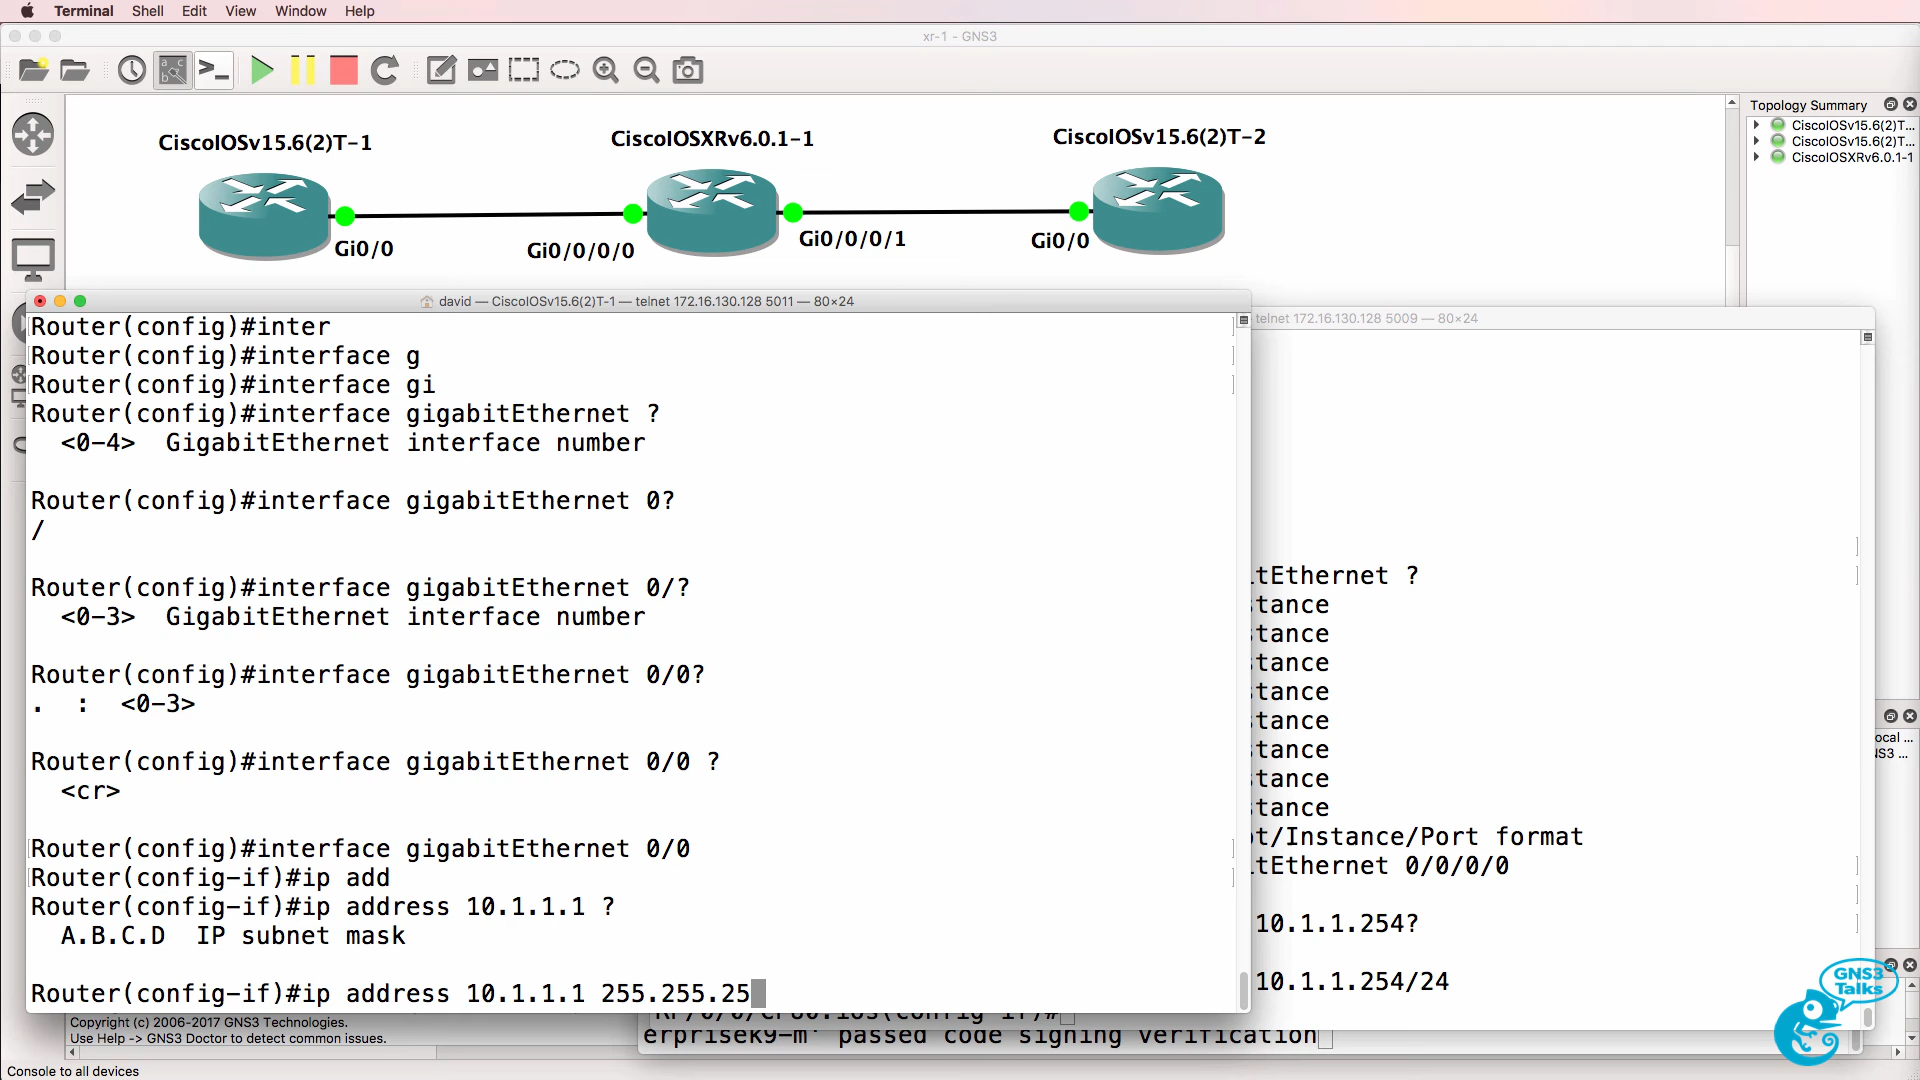 Terminal Shell Edit View Window Help
xr-1 - GNS3
Topology Summary
CiscoIOSv15.6(2)T...
CiscoIOSv15.6(2)T...
CiscoIOSXRv6.0.1-1
CiscoIOSv15.6(2)T-1
CiscoIOSXRv6.0.1-1
CiscoIOSv15.6(2)T-2
Gi0/0
Gi0/0/0/0
Gi0/0/0/1
Gi0/0
david — CiscoIOSv15.6(2)T-1 — telnet 172.16.130.128 5011 — 80×24
Router(config)#inter
Router(config)#interface g
Router(config)#interface gi
Router(config)#interface gigabitEthernet ?
<0-4> GigabitEthernet interface number
Router(config)#interface gigabitEthernet 0?
/
Router(config)#interface gigabitEthernet 0/?
<0-3> GigabitEthernet interface number
Router(config)#interface gigabitEthernet 0/0?
. : <0-3>
Router(config)#interface gigabitEthernet 0/0 ?
<cr>
Router(config)#interface gigabitEthernet 0/0
Router(config-if)#ip add
Router(config-if)#ip address 10.1.1.1 ?
A.B.C.D IP subnet mask
Router(config-if)#ip address 10.1.1.1 255.255.25
telnet 172.16.130.128 5009 — 80×24
tEthernet ?
tance
tance
tance
tance
tance
tance
tance
tance
t/Instance/Port format
tEthernet 0/0/0/0
10.1.1.254?
10.1.1.254/24
ocal ...
NS3 ...
GNS3
Talks
Copyright (c) 2006-2017 GNS3 Technologies.
Use Help -> GNS3 Doctor to detect common issues.
erprisek9-m' passed code signing verification
Console to all devices